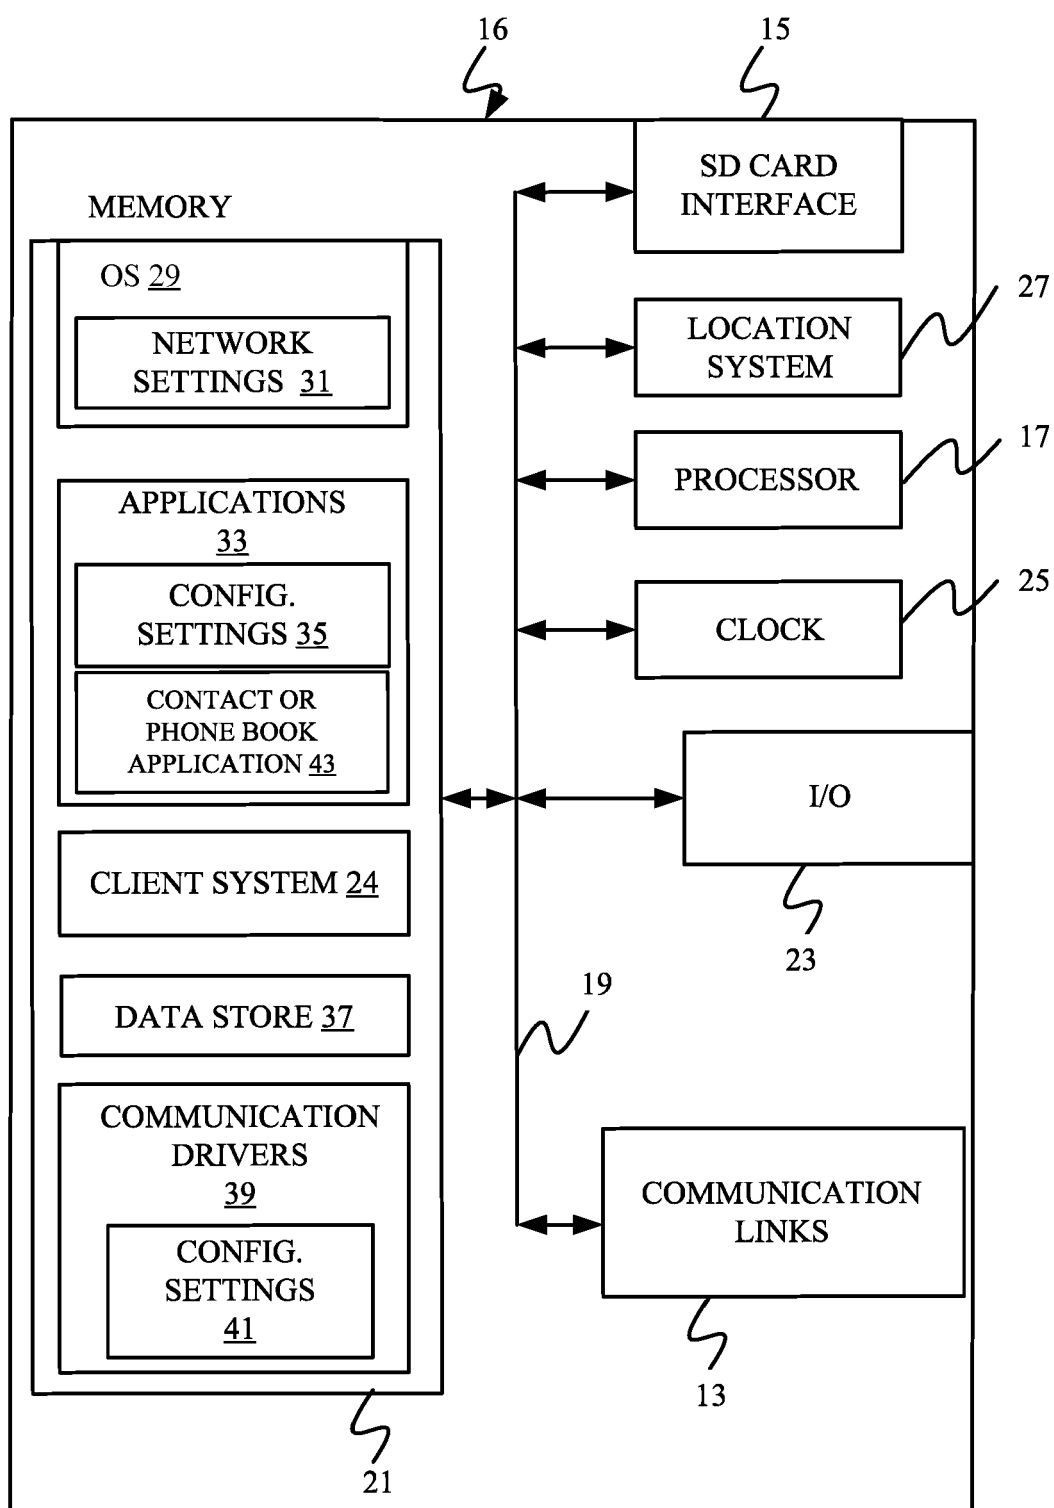 16
15
SD CARD
INTERFACE
MEMORY
OS 29
NETWORK
SETTINGS 31
27
LOCATION
SYSTEM
17
PROCESSOR
APPLICATIONS
33
CONFIG.
SETTINGS 35
CONTACT OR
PHONE BOOK
APPLICATION 43
25
CLOCK
I/O
23
CLIENT SYSTEM 24
19
DATA STORE 37
COMMUNICATION
DRIVERS
39
CONFIG.
SETTINGS
41
COMMUNICATION
LINKS
13
21